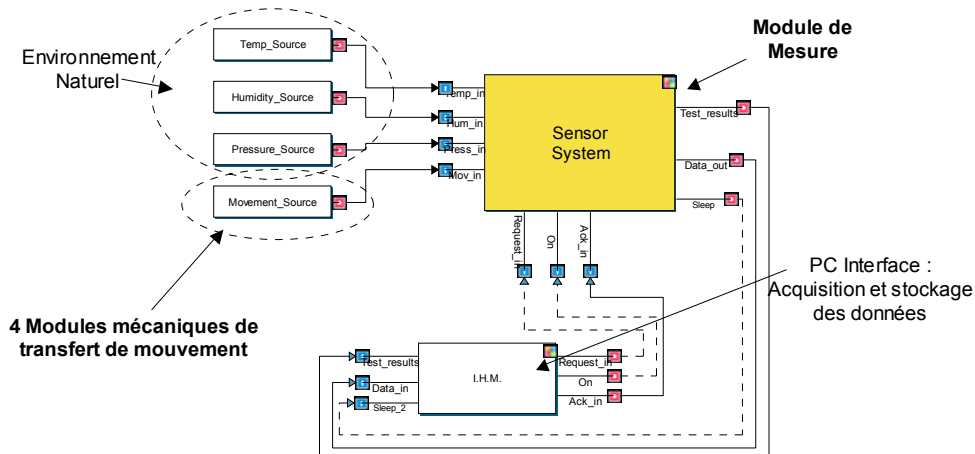 Environnement
Naturel
Temp_Source
Humidity_Source
Pressure_Source
Movement_Source
4 Modules mécaniques de
transfert de mouvement
Temp_in
Hum_in
Press_in
Mov_in
Sensor
System
Module de
Mesure
Test_results
Data_out
Sleep
Request_in
On
Ack_in
PC Interface :
Acquisition et stockage
des données
Test_results
Data_in
Sleep_2
I.H.M.
Request_in
On
Ack_in